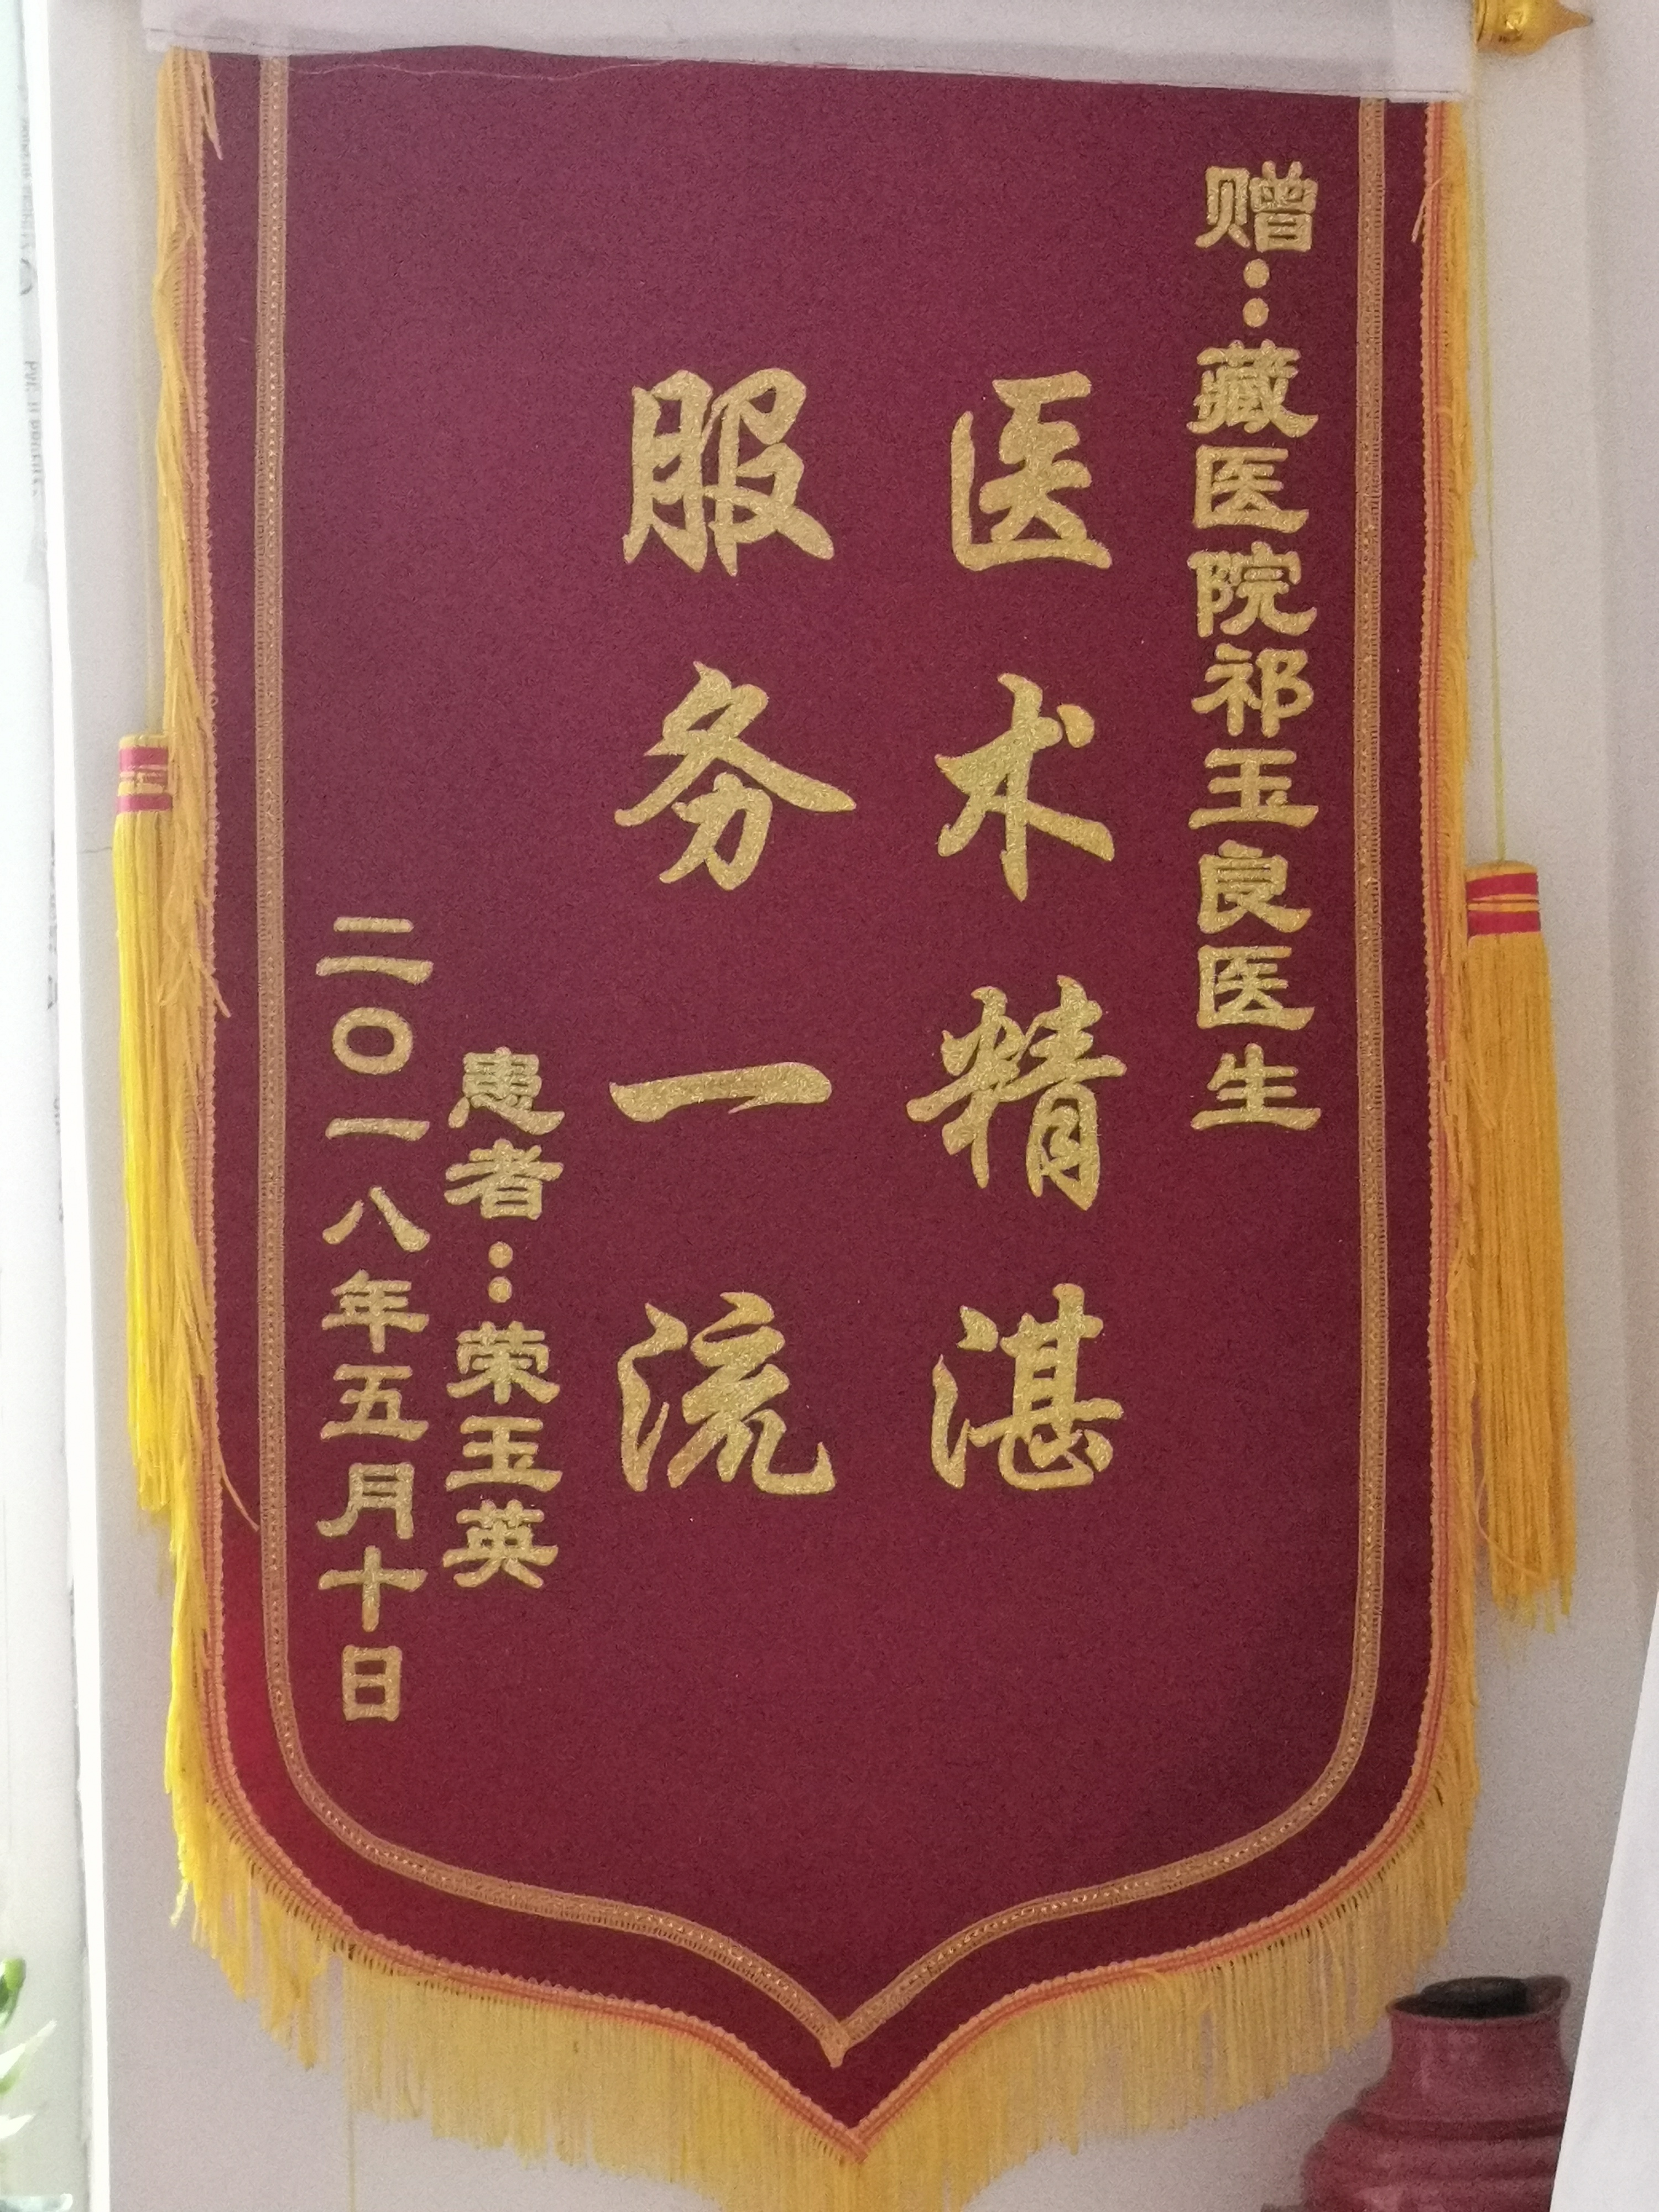 赠：藏医院祁玉良医生
医术精湛
服务一流
患者：荣玉英
二〇一八年五月十日